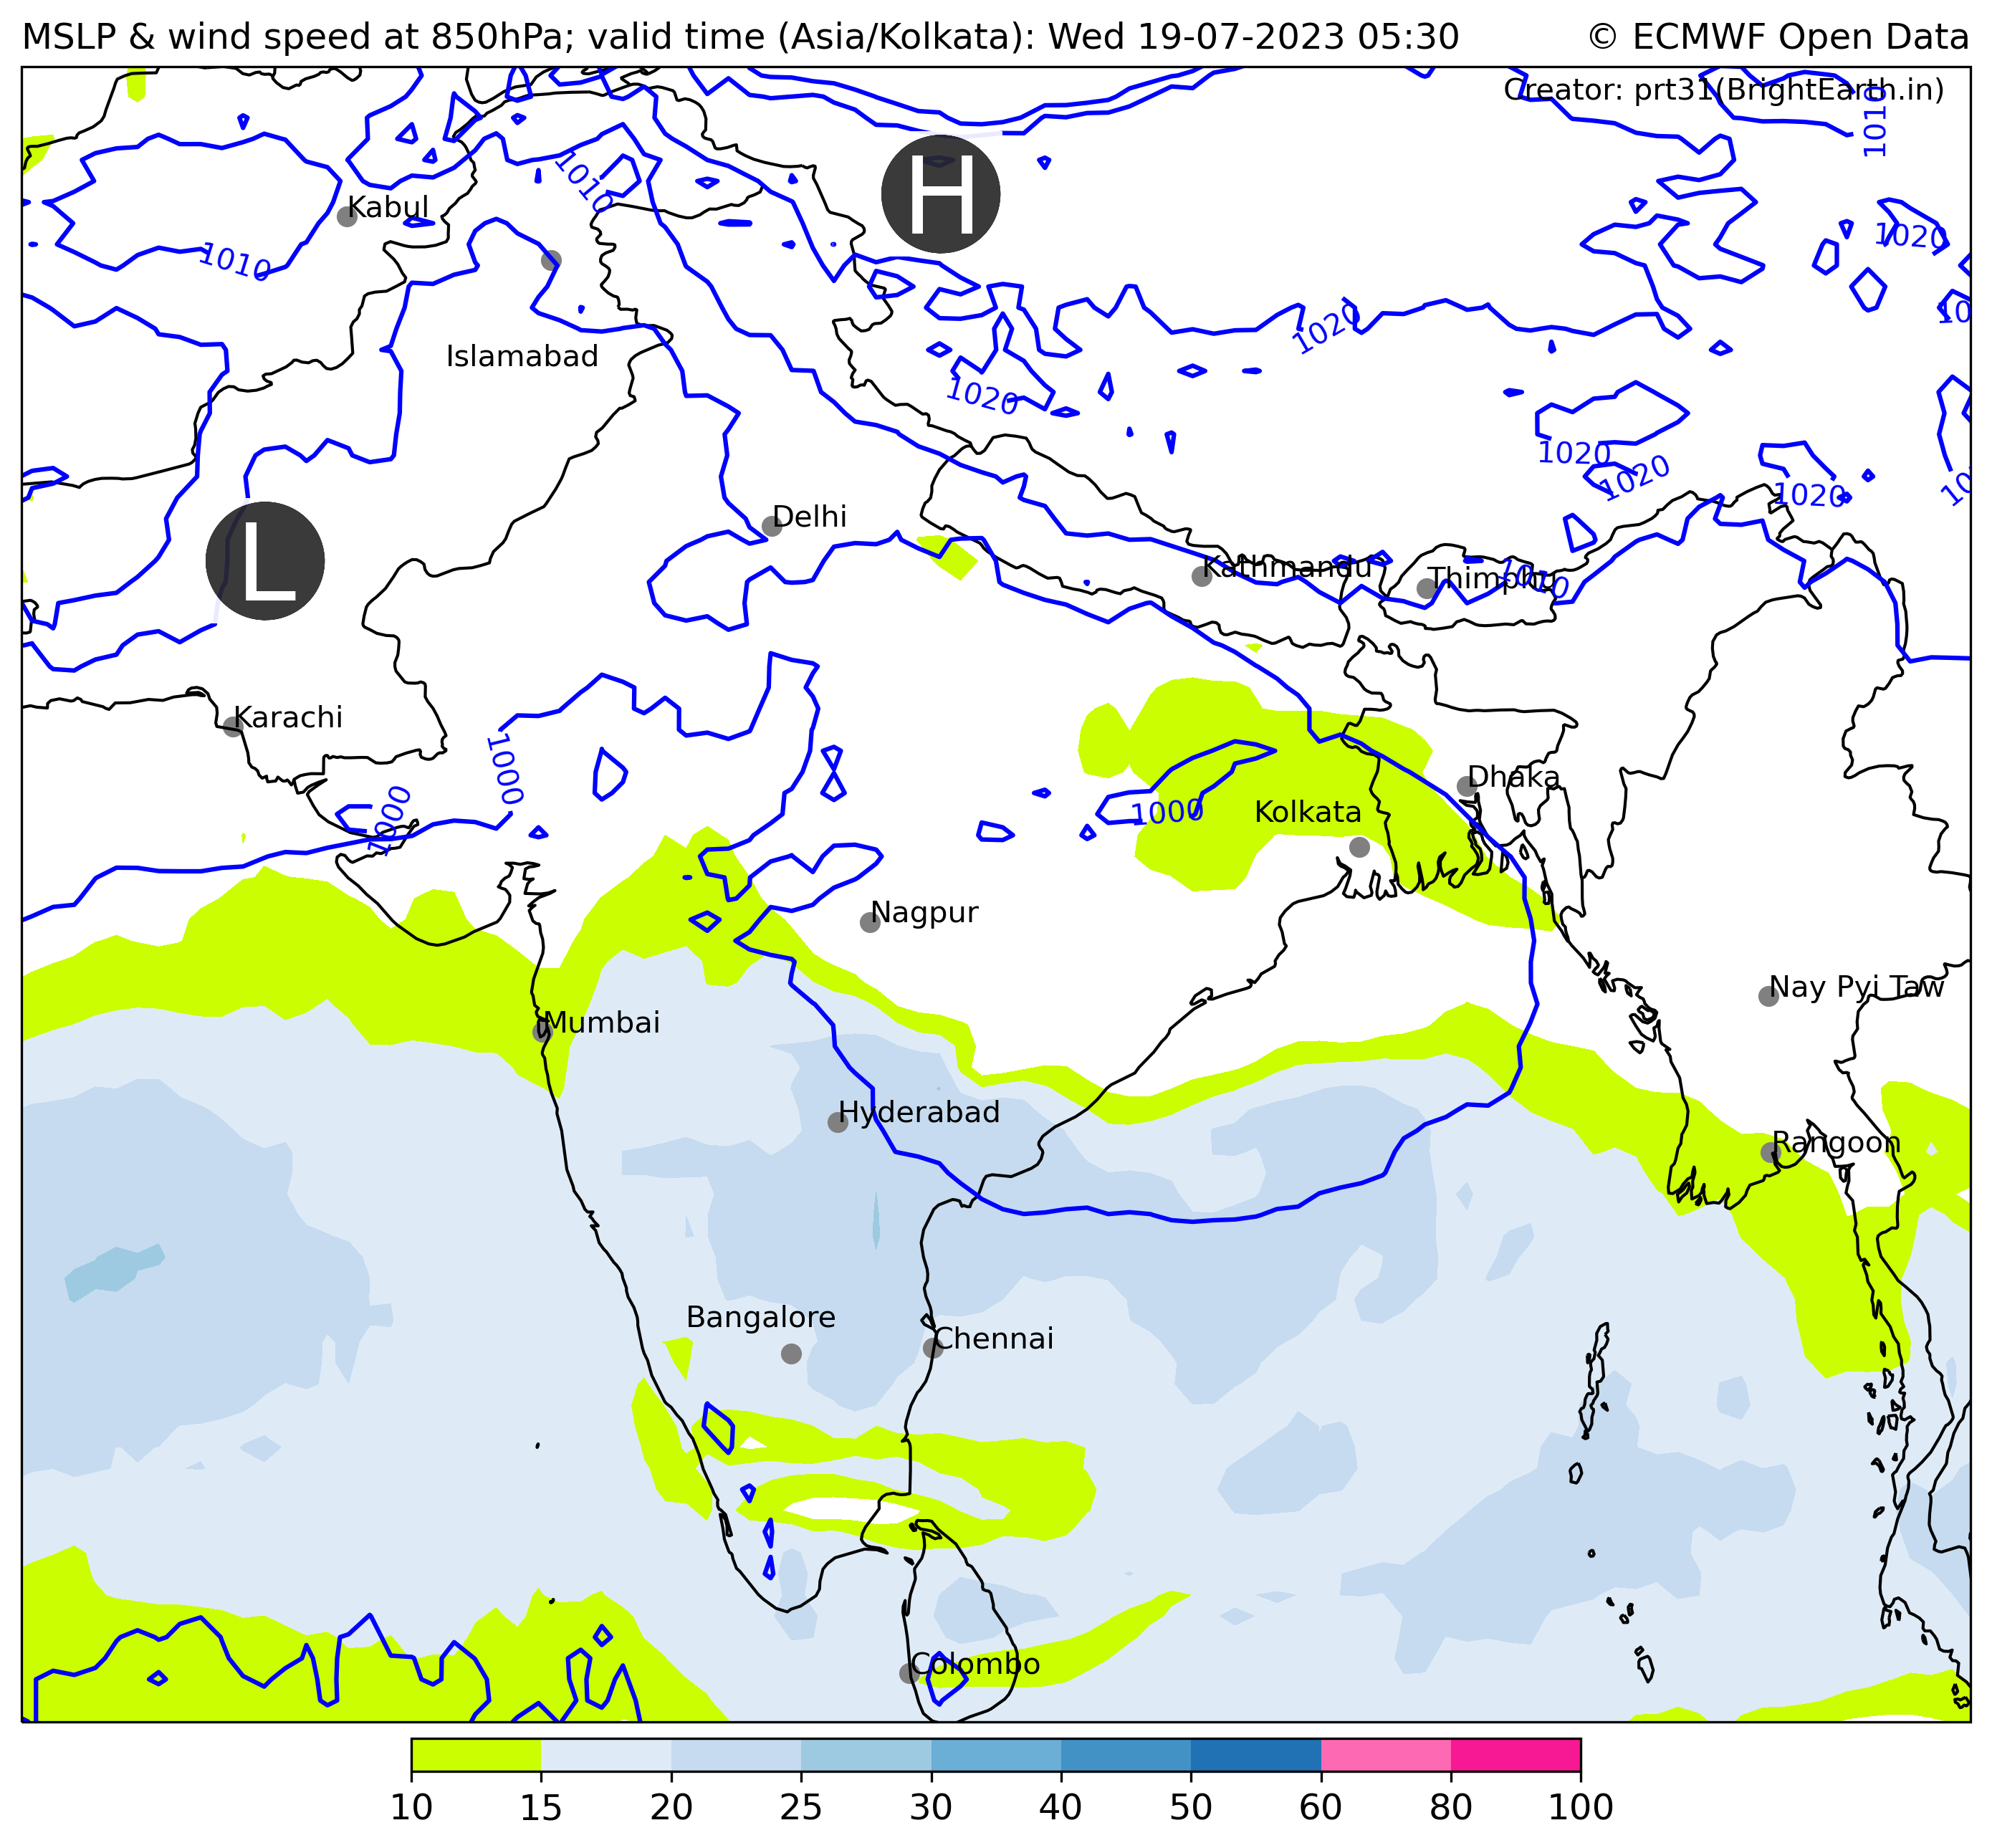 MSLP & wind speed at 850hPa; valid time (Asia/Kolkata): Wed 19-07-2023 05:30
© ECMWF Open Data
Creator: prt31(BrightEarth.in)
1010
H
1010
Kabul
1020
1010
1020
Islamabad
1020
1020
1020
1020
Delhi
L
Kathmandu
Thimphu
1010
Karachi
1000
Dhaka
1000
1000
Kolkata
Nagpur
Nay Pyi Taw
Mumbai
Hyderabad
Rangoon
Bangalore
Chennai
Colombo
10 15 20 25 30 40 50 60 80 100